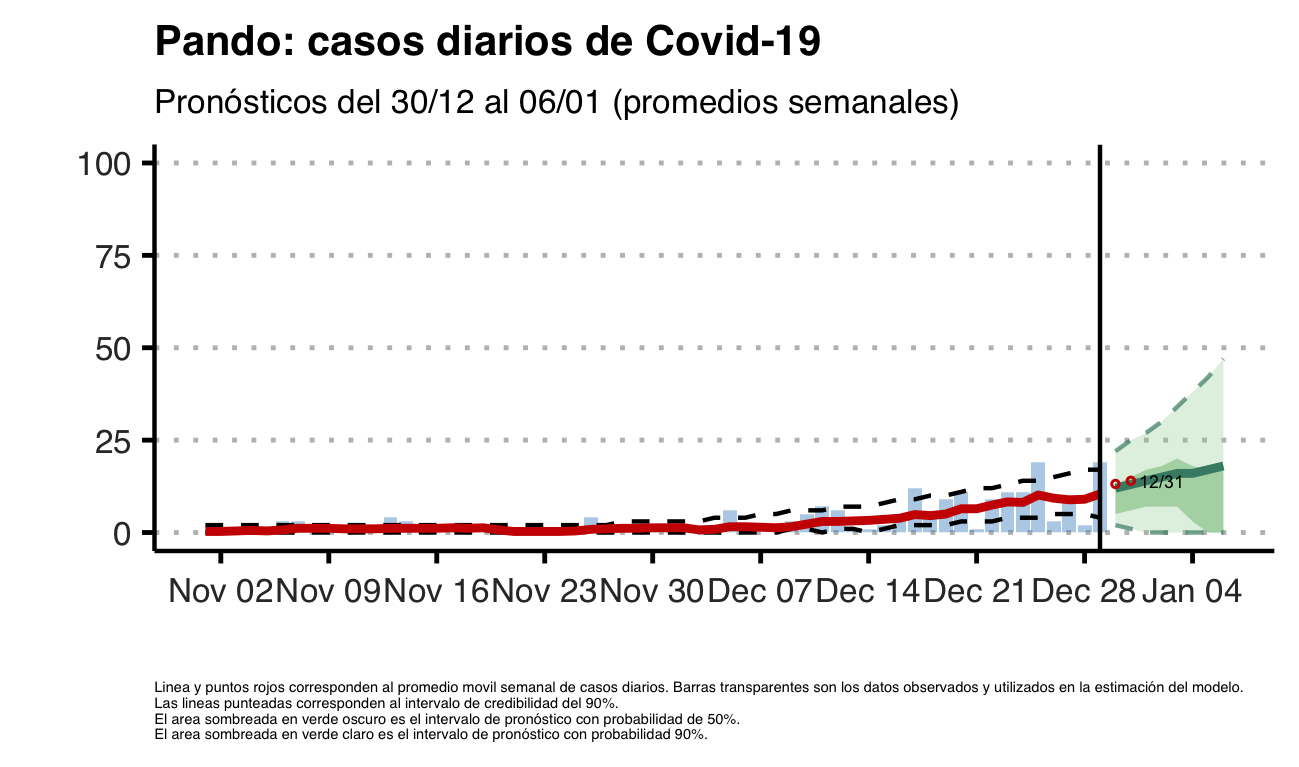 Pando: casos diarios de Covid-19
Pronósticos del 30/12 al 06/01 (promedios semanales)
100
75
50
25
0
12/31
Nov 02 Nov 09 Nov 16 Nov 23 Nov 30 Dec 07 Dec 14 Dec 21 Dec 28 Jan 04
Linea y puntos rojos corresponden al promedio movil semanal de casos diarios. Barras transparentes son los datos observados y utilizados en la estimación del modelo.
Las lineas punteadas corresponden al intervalo de credibilidad del 90%.
El area sombreada en verde oscuro es el intervalo de pronóstico con probabilidad de 50%.
El area sombreada en verde claro es el intervalo de pronóstico con probabilidad 90%.